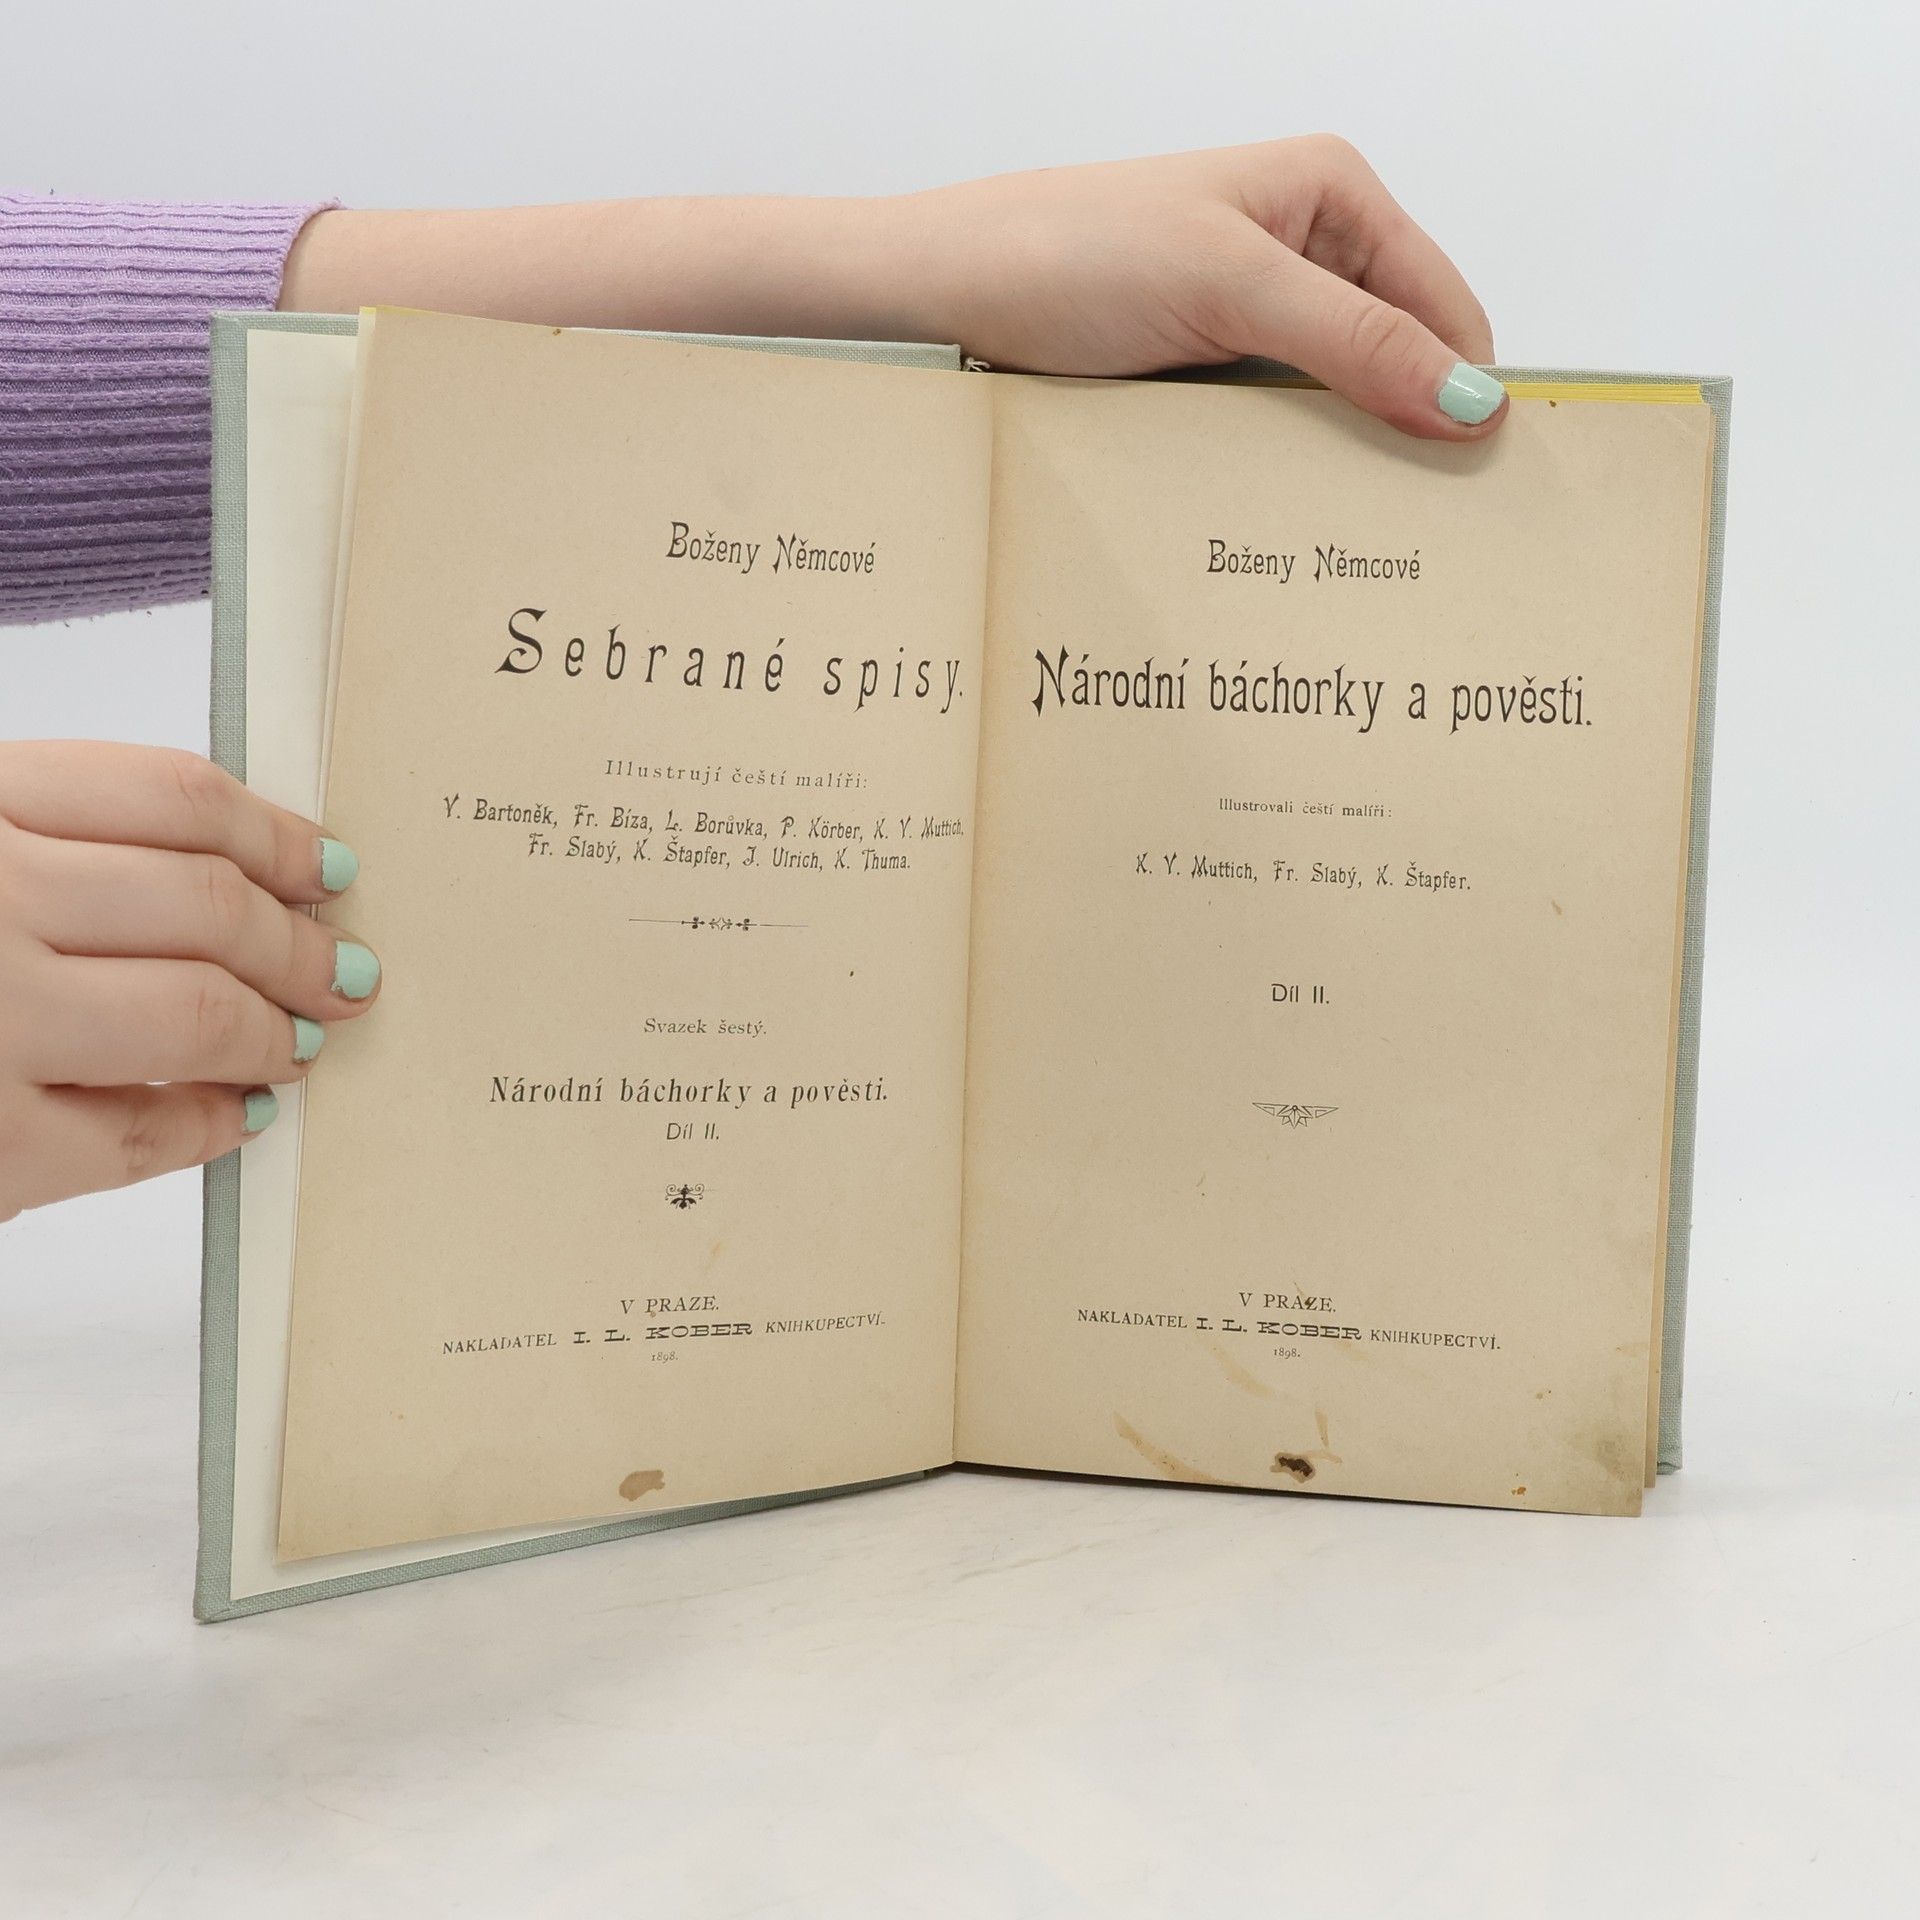 Boženy Němcové
Sebrané spisy.
Illustrují čeští malíři:
V. Bartoněk, Fr. Bíza, L. Borůvka, P. Körber, K. V. Muttich,
Fr. Slabý, K. Štapfer, J. Ulrich, K. Thuma.
Svazek šestý.
Národní báchorky a pověsti.
Díl II.
V PRAZE.
NAKLADATEL I. L. KOBER KNIHKUPECTVÍ.
1898.
Boženy Němcové
Národní báchorky a pověsti.
Illustrovali čeští malíři:
K. V. Muttich, Fr. Slabý, K. Štapfer.
Díl II.
V PRAZE.
NAKLADATEL I. L. KOBER KNIHKUPECTVÍ.
1898.